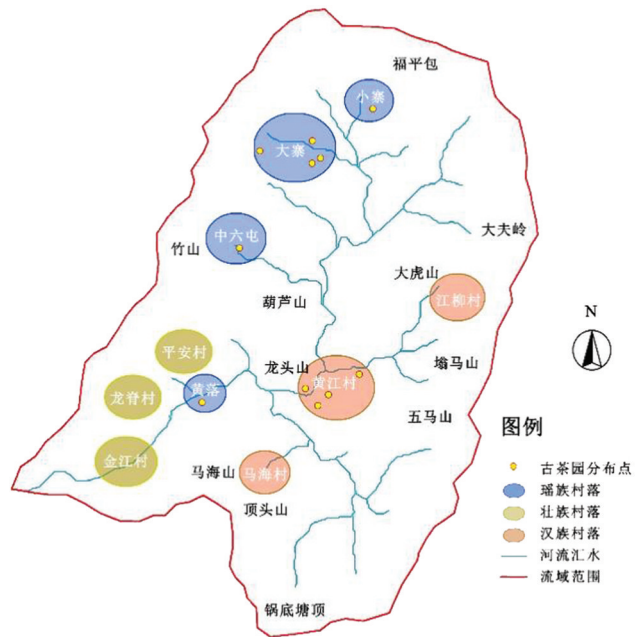 福平包
小寨
大寨
大夫岭
中六屯
竹山
大虎山
江柳村
葫芦山
N
平安村
龙头山
塕马山
黄江村
龙脊村
黄落
五马山
图例
金江村
马海山
马海村
古茶园分布点
瑶族村落
顶头山
壮族村落
汉族村落
河流汇水
流域范围
锅底塘顶